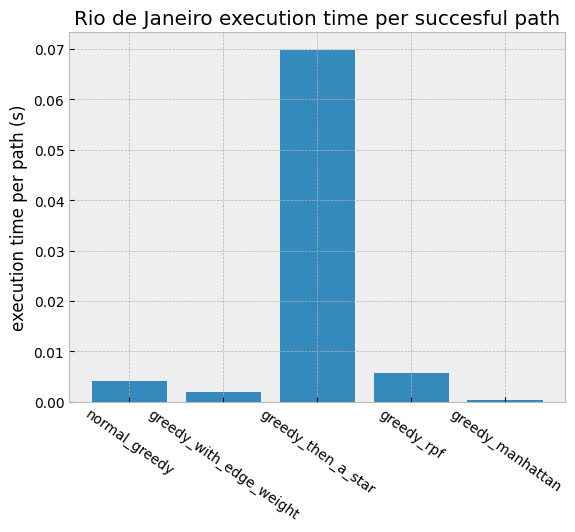 Rio de Janeiro execution time per succesful path
execution time per path (s)
0.07
0.06
0.05
0.04
0.03
0.02
0.01
0.00
normal_greedy
greedy_with_edge_weight
greedy_then_a_star
greedy_rpf
greedy_manhattan